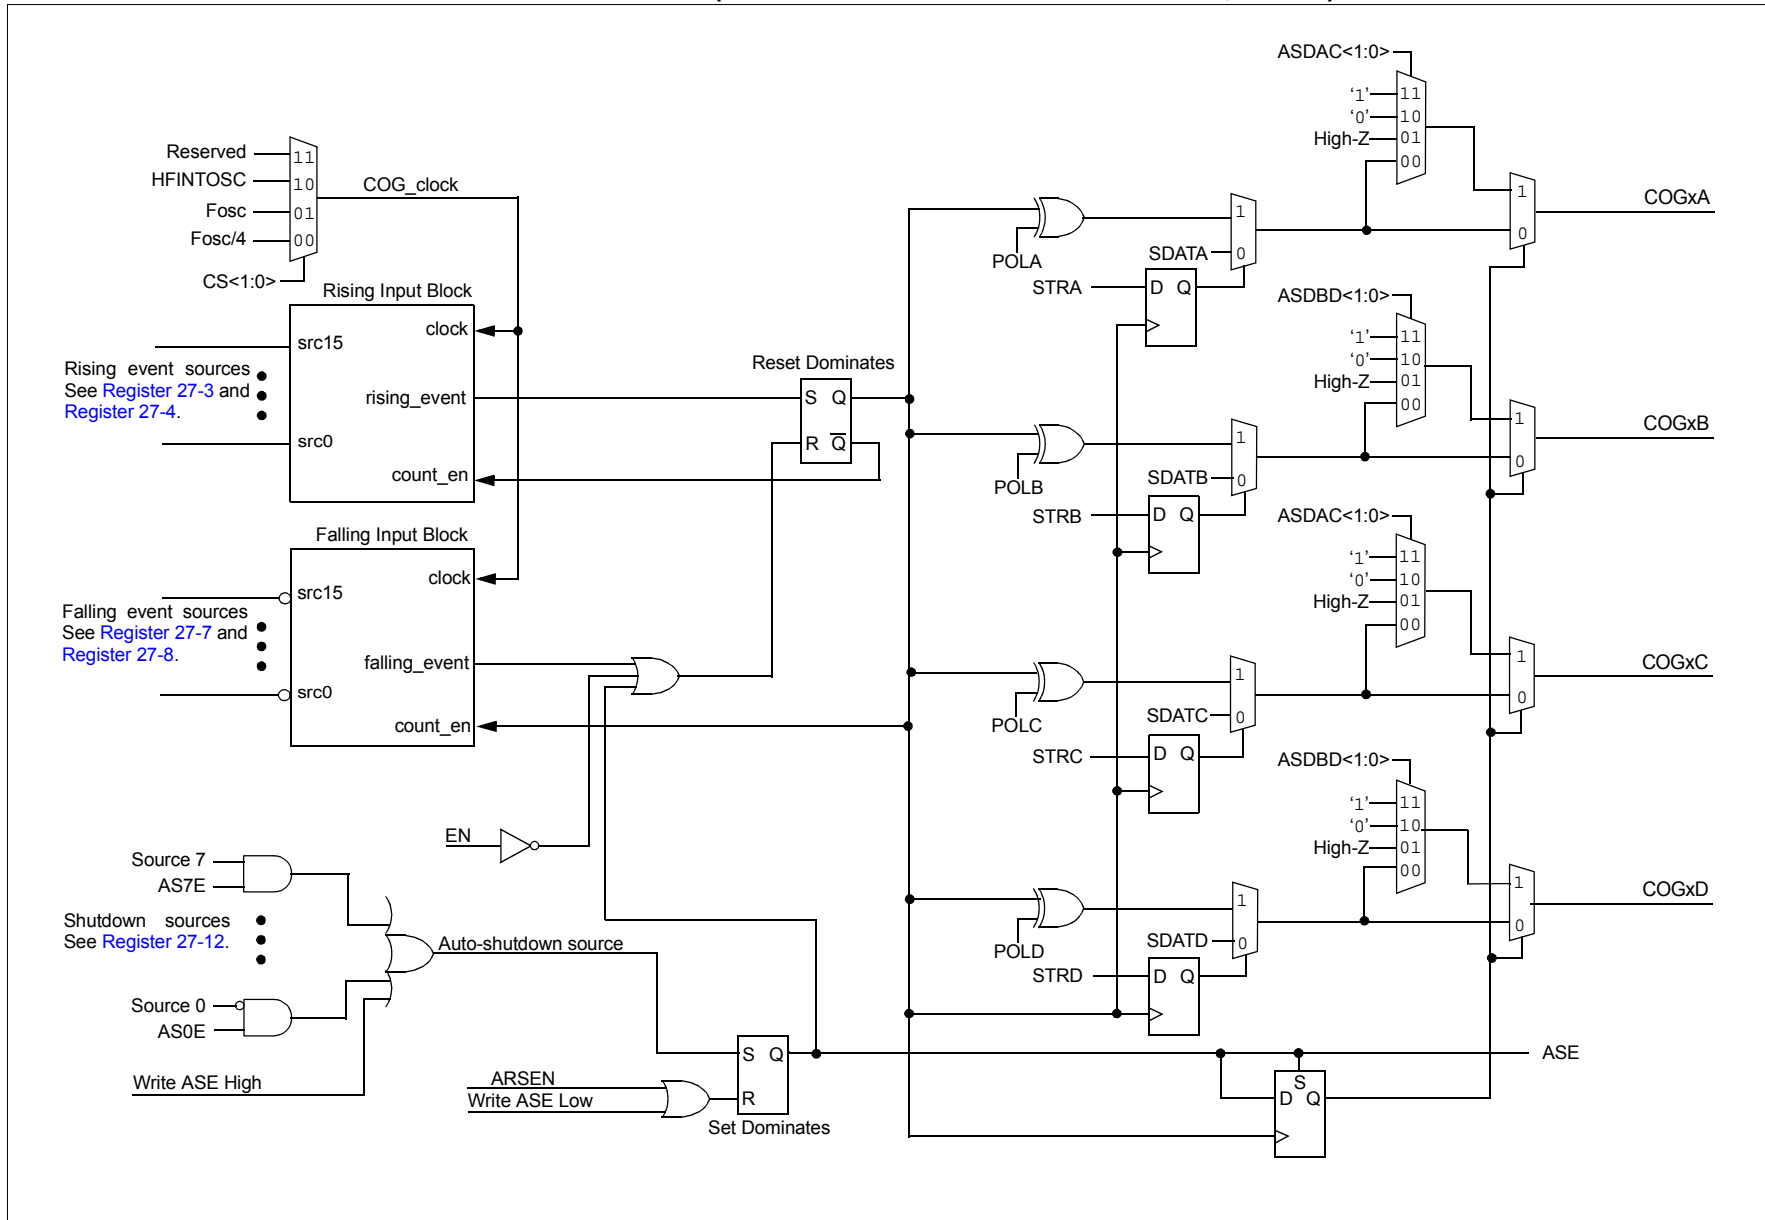 ASDAC<1:0>
'1' 11
'0' 10
High-Z 01
00
Reserved 11
HFINTOSC 10
Fosc 01
Fosc/4 00
CS<1:0>
COG_clock
1
0
COGxA
1
0
POLA
SDATA
STRA
D Q
Rising Input Block
clock
src15
Rising event sources
See Register 27-3 and
Register 27-4.
rising_event
src0
count_en
Reset Dominates
S Q
R Q
ASDBD<1:0>
'1' 11
'0' 10
High-Z 01
00
1
0
COGxB
1
0
POLB
SDATB
STRB
D Q
Falling Input Block
clock
src15
Falling event sources
See Register 27-7 and
Register 27-8.
falling_event
src0
count_en
ASDAC<1:0>
'1' 11
'0' 10
High-Z 01
00
1
0
COGxC
1
0
POLC
SDATC
STRC
D Q
EN
ASDBD<1:0>
'1' 11
'0' 10
High-Z 01
00
1
0
COGxD
1
0
POLD
SDATD
STRD
D Q
Source 7
AS7E
Shutdown sources
See Register 27-12.
Auto-shutdown source
Source 0
AS0E
Write ASE High
ARSEN
Write ASE Low
S Q
R
Set Dominates
ASE
S
D Q